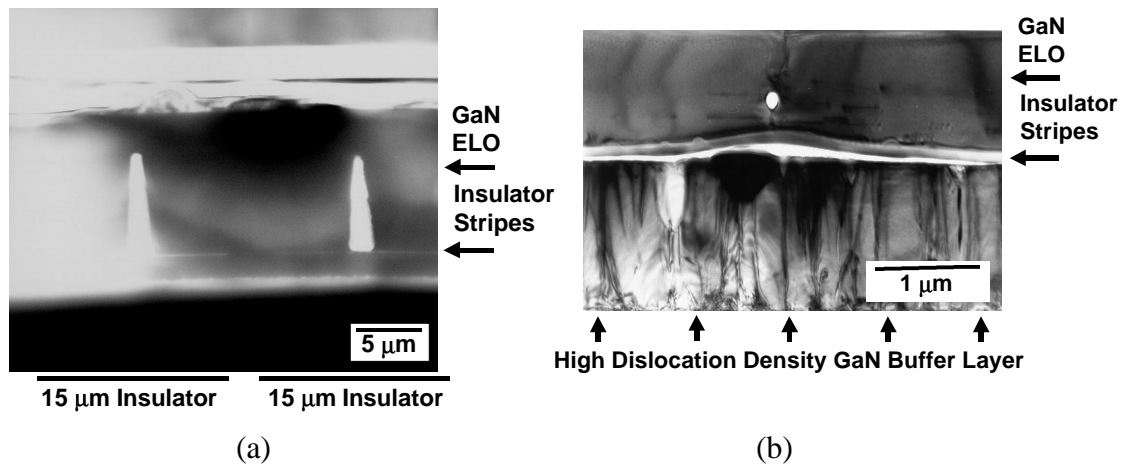 GaN
ELO
Insulator
Stripes
5 μm
15 μm Insulator
15 μm Insulator
(a)
GaN
ELO
Insulator
Stripes
1 μm
High Dislocation Density GaN Buffer Layer
(b)